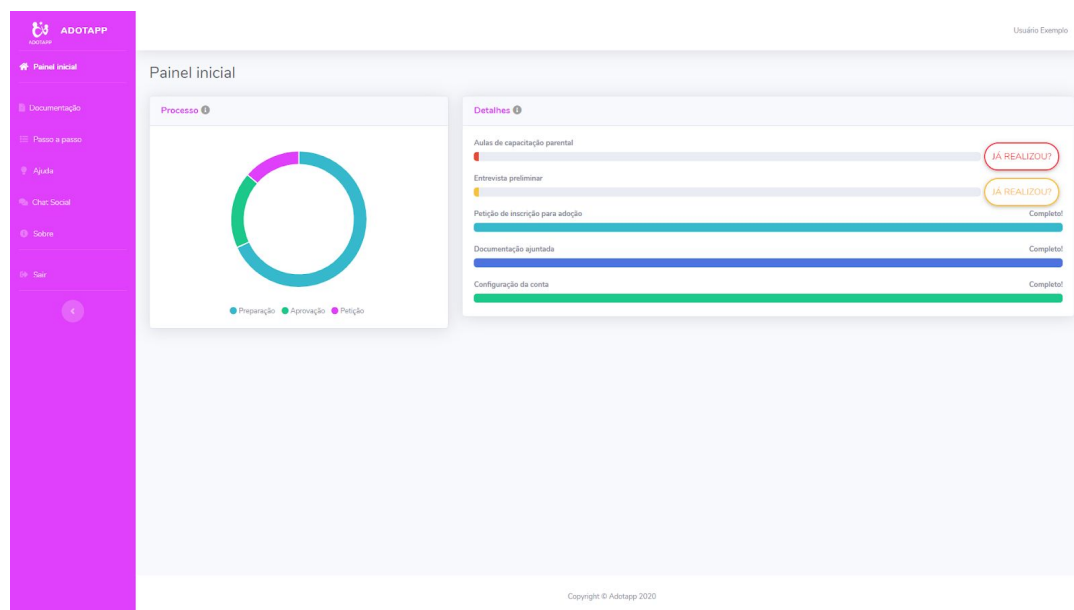 ADOTAPP
ADOTAPP
Usuário Exemplo
Painel inicial
Documentação
Passo a passo
Ajuda
Chat Social
Sobre
Sair
Painel inicial
Processo
Preparação Aprovação Petição
Detalhes
Aulas de capacitação parental
JÁ REALIZOU?
Entrevista preliminar
JÁ REALIZOU?
Petição de inscrição para adoção Completo!
Documentação ajuntada Completo!
Configuração da conta Completo!
Copyright © Adotapp 2020